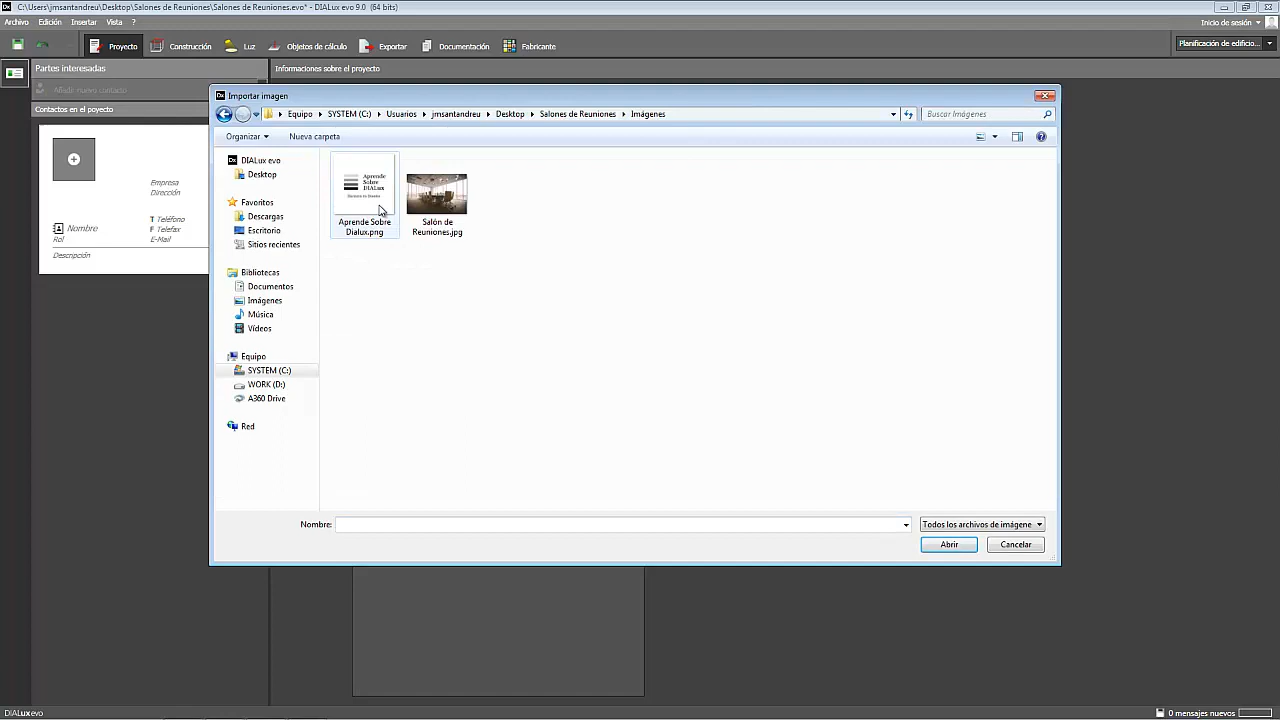 C:\Users\jmsantandreu\Desktop\Salones de Reuniones\Salones de Reuniones.evo* - DIALux evo 9.0 (64 bits)
Archivo Edición Insertar Vista ?
Inicio de sesión
Proyecto Construcción Luz Objetos de cálculo Exportar Documentación Fabricante
Planificación de edificio...
Partes interesadas
Informaciones sobre el proyecto
Añadir nuevo contacto
Contactos en el poyecto
Empresa
Dirección
T Teléfono
Nombre
F Telefax
Rol
E-Mail
Descripción
Importar imagen
Equipo SYSTEM (C:) Usuarios jmsantandreu Desktop Salones de Reuniones Imágenes
Buscar Imágenes
Organizar Nueva carpeta
DIALux evo
Desktop
Favoritos
Descargas
Escritorio
Sitios recientes
Bibliotecas
Documentos
Imágenes
Música
Vídeos
Equipo
SYSTEM (C:)
WORK (D:)
A360 Drive
Red
Aprende
Sobre
DIALux
Aprende Sobre
Dialux.png
Salón de
Reuniones.jpg
Nombre:
Todos los archivos de imágene
Abrir Cancelar
DIALux evo
0 mensajes nuevos